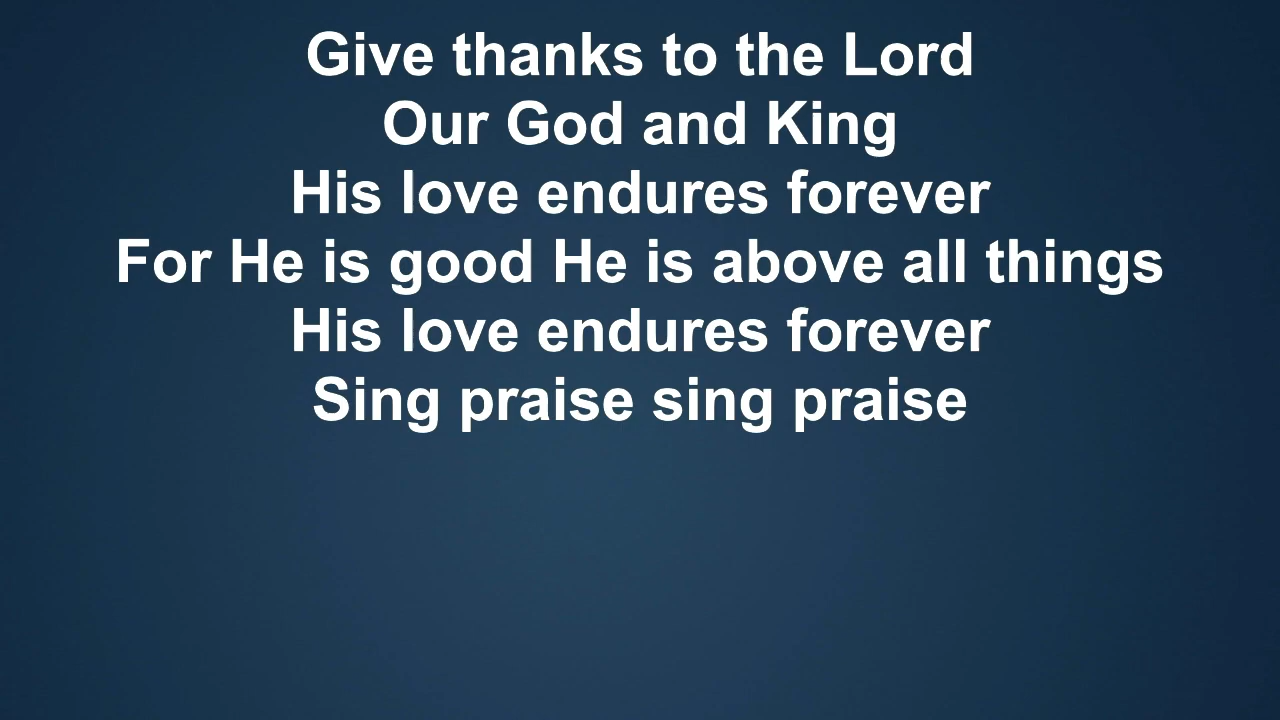 Give thanks to the Lord
Our God and King
His love endures forever
For He is good He is above all things
His love endures forever
Sing praise sing praise